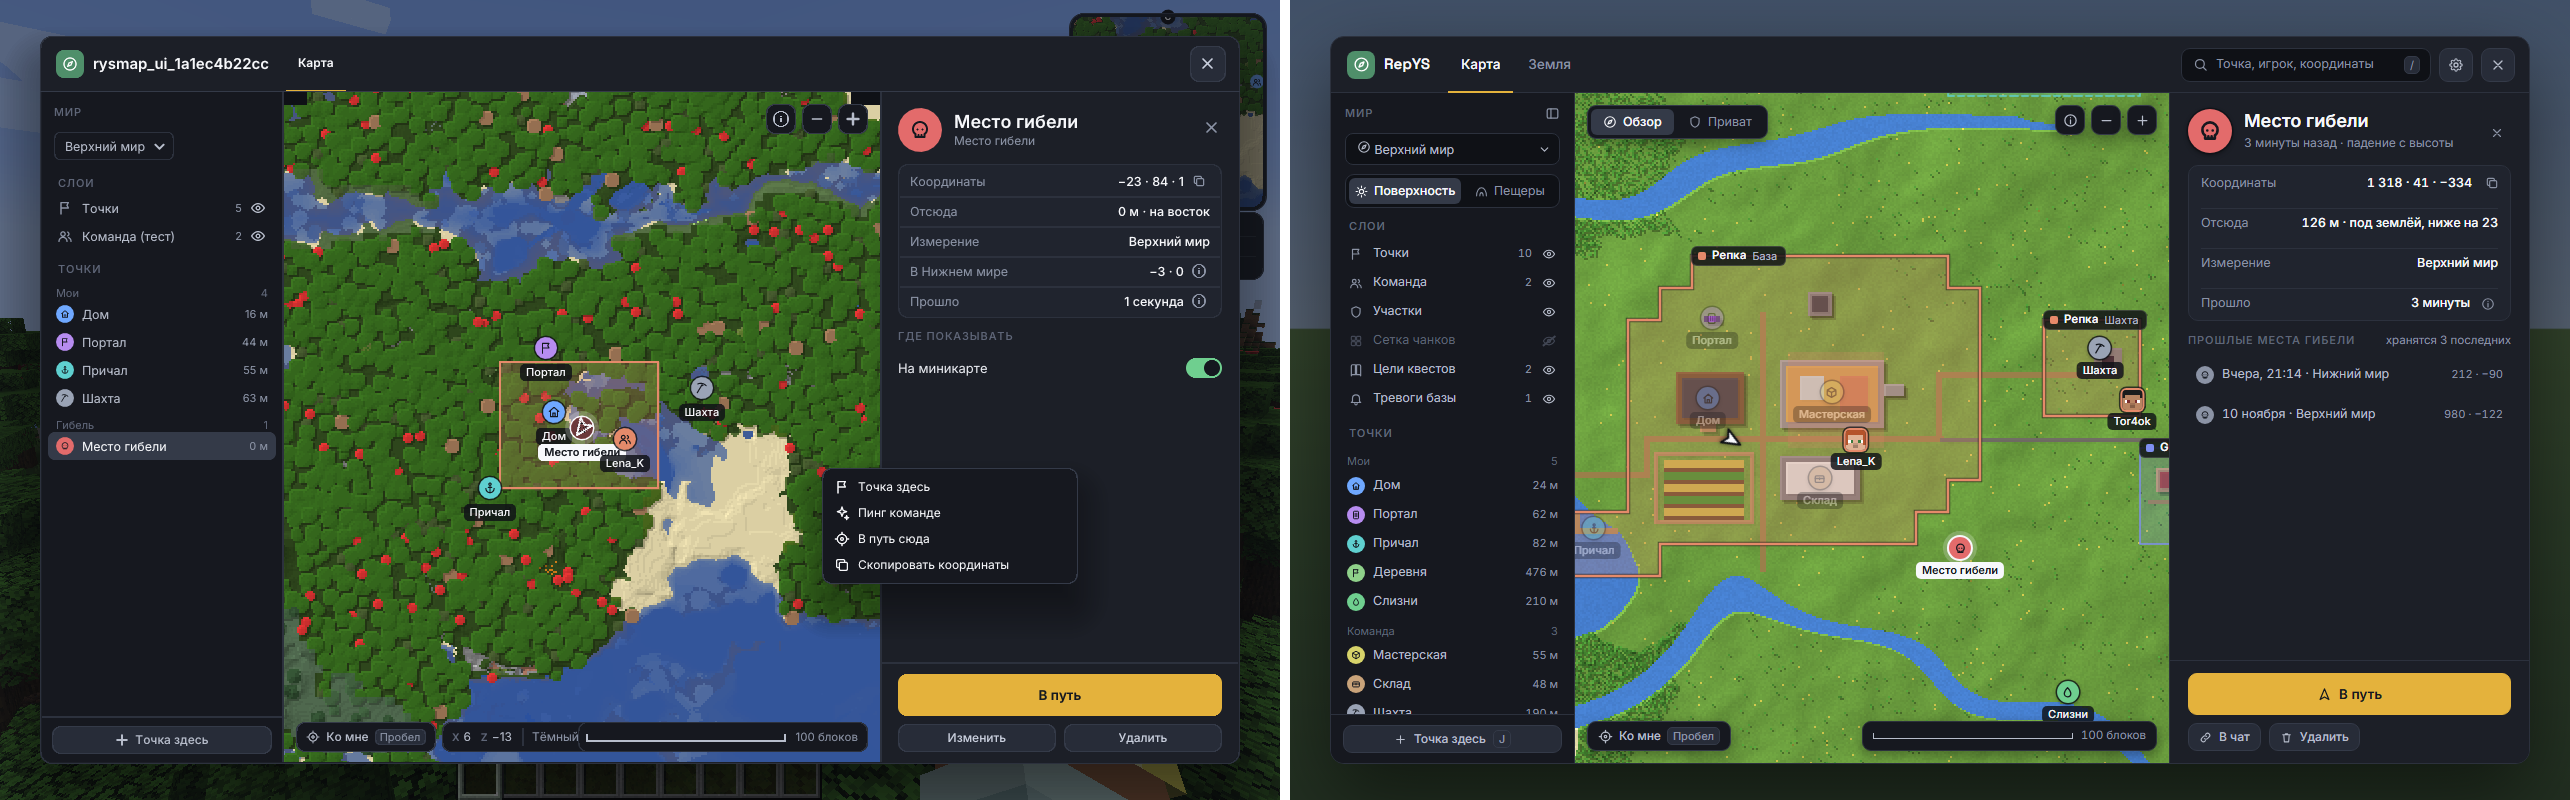 rysmap_ui_1a1ec4b22cc
Карта
МИР
Верхний мир
СЛОИ
Точки 5
Команда (тест) 2
ТОЧКИ
Мои 4
Дом 16 м
Портал 44 м
Причал 55 м
Шахта 63 м
Гибель 1
Место гибели 0 м
Точка здесь
Портал
Шахта
Дом
Место гибели
Lena_K
Причал
Точка здесь
Пинг команде
В путь сюда
Скопировать координаты
Ко мне Пробел
X 6 Z −13 Тёмный
100 блоков
Место гибели
Место гибели
Координаты −23 · 84 · 1
Отсюда 0 м · на восток
Измерение Верхний мир
В Нижнем мире −3 · 0
Прошло 1 секунда
ГДЕ ПОКАЗЫВАТЬ
На миникарте
В путь
Изменить
Удалить
RepYS
Карта
Земля
Точка, игрок, координаты /
МИР
Верхний мир
Поверхность
Пещеры
СЛОИ
Точки 10
Команда 2
Участки
Сетка чанков
Цели квестов 2
Тревоги базы 1
ТОЧКИ
Мои 5
Дом 24 м
Портал 62 м
Причал 82 м
Деревня 476 м
Слизни 210 м
Команда 3
Мастерская 55 м
Склад 48 м
Шахта 190 м
Точка здесь J
Обзор
Приват
Репка База
Портал
Репка Шахта
Шахта
Дом
Мастерская
Tor4ok
Lena_K
G
Склад
Причал
Место гибели
Слизни
Ко мне Пробел
100 блоков
Место гибели
3 минуты назад · падение с высоты
Координаты 1 318 · 41 · −334
Отсюда 126 м · под землёй, ниже на 23
Измерение Верхний мир
Прошло 3 минуты
ПРОШЛЫЕ МЕСТА ГИБЕЛИ хранятся 3 последних
Вчера, 21:14 · Нижний мир 212 · −90
10 ноября · Верхний мир 980 · −122
В путь
В чат
Удалить